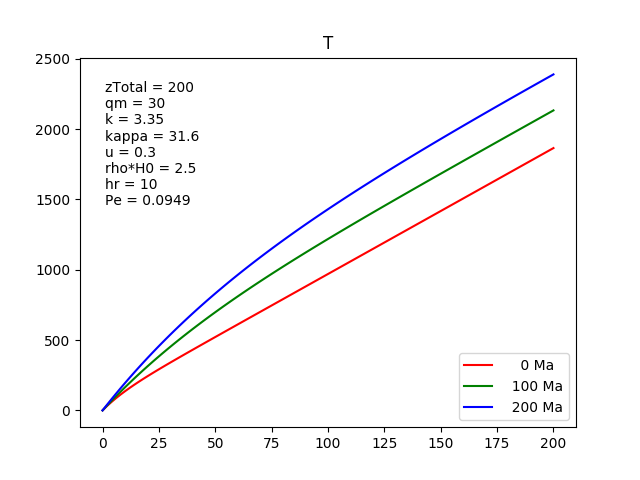 T
2500
2000
1500
1000
500
0
zTotal = 200
qm = 30
k = 3.35
kappa = 31.6
u = 0.3
rho*H0 = 2.5
hr = 10
Pe = 0.0949
0 Ma
100 Ma
200 Ma
0 25 50 75 100 125 150 175 200